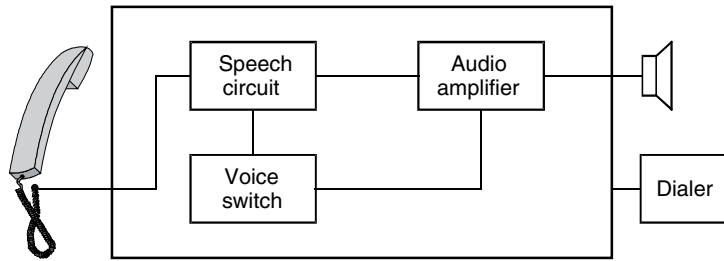 Speech
circuit
Audio
amplifier
Voice
switch
Dialer